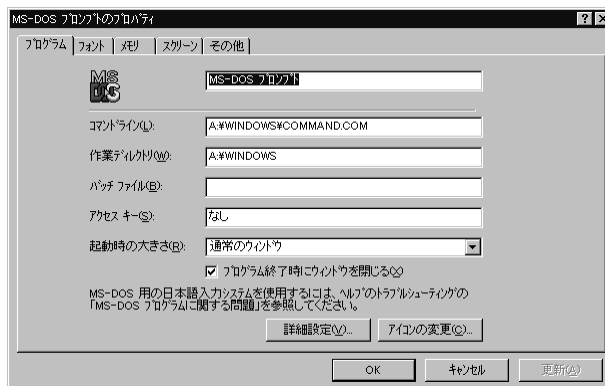 MS-DOS ﾌﾟﾛﾝﾌﾟﾄのﾌﾟﾛﾊﾟﾃｨ
ﾌﾟﾛｸﾞﾗﾑ ﾌｫﾝﾄ ﾒﾓﾘ ｽｸﾘｰﾝ その他
MS-DOS
MS-DOS ﾌﾟﾛﾝﾌﾟﾄ
ｺﾏﾝﾄﾞﾗｲﾝ(L):
A:¥WINDOWS¥COMMAND.COM
作業ﾃﾞｨﾚｸﾄﾘ(W):
A:¥WINDOWS
ﾊﾞｯﾁ ﾌｧｲﾙ(B):
ｱｸｾｽ ｷｰ(S):
なし
起動時の大きさ(R):
通常のｳｨﾝﾄﾞｳ
ﾌﾟﾛｸﾞﾗﾑ終了時にｳｨﾝﾄﾞｳを閉じる(X)
MS-DOS 用の日本語入力ｼｽﾃﾑを使用するには、ﾍﾙﾌﾟのﾄﾗﾌﾞﾙｼｭｰﾃｨﾝｸﾞの
｢MS-DOS ﾌﾟﾛｸﾞﾗﾑに関する問題｣を参照してください。
詳細設定(V)... ｱｲｺﾝの変更(C)...
OK ｷｬﾝｾﾙ 更新(A)